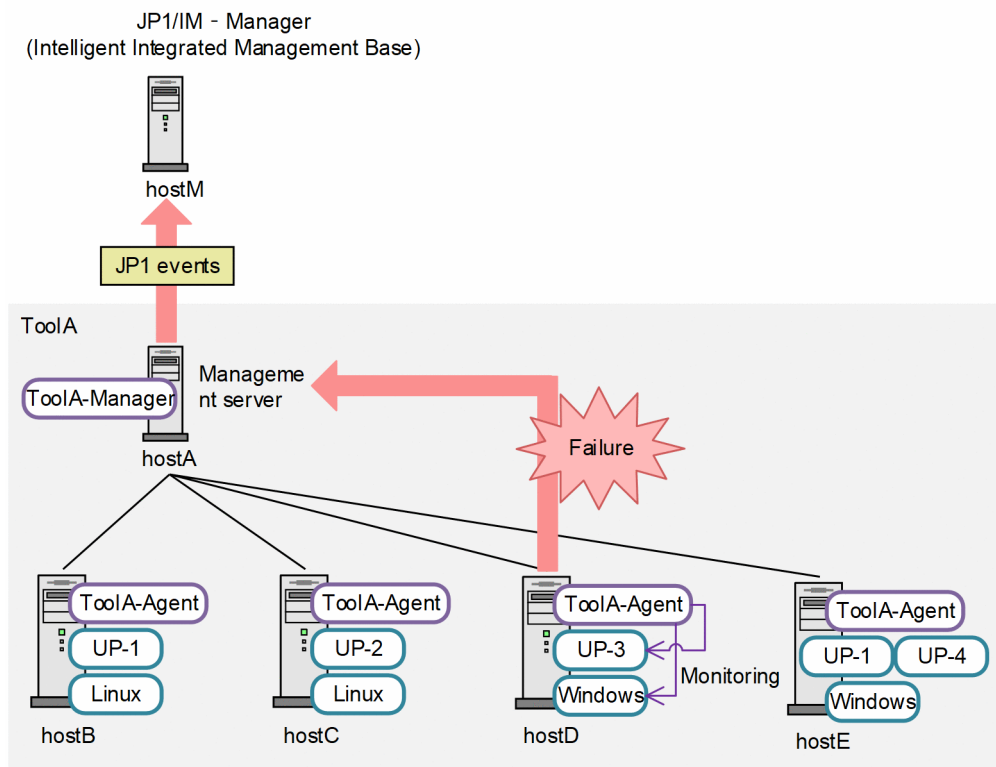 JP1/IM - Manager
(Intelligent Integrated Management Base)
hostM
JP1 events
ToolA
ToolA-Manager
Manageme
nt server
hostA
Failure
ToolA-Agent
UP-1
Linux
hostB
ToolA-Agent
UP-2
Linux
hostC
ToolA-Agent
UP-3
Windows
Monitoring
hostD
ToolA-Agent
UP-1
UP-4
Windows
hostE